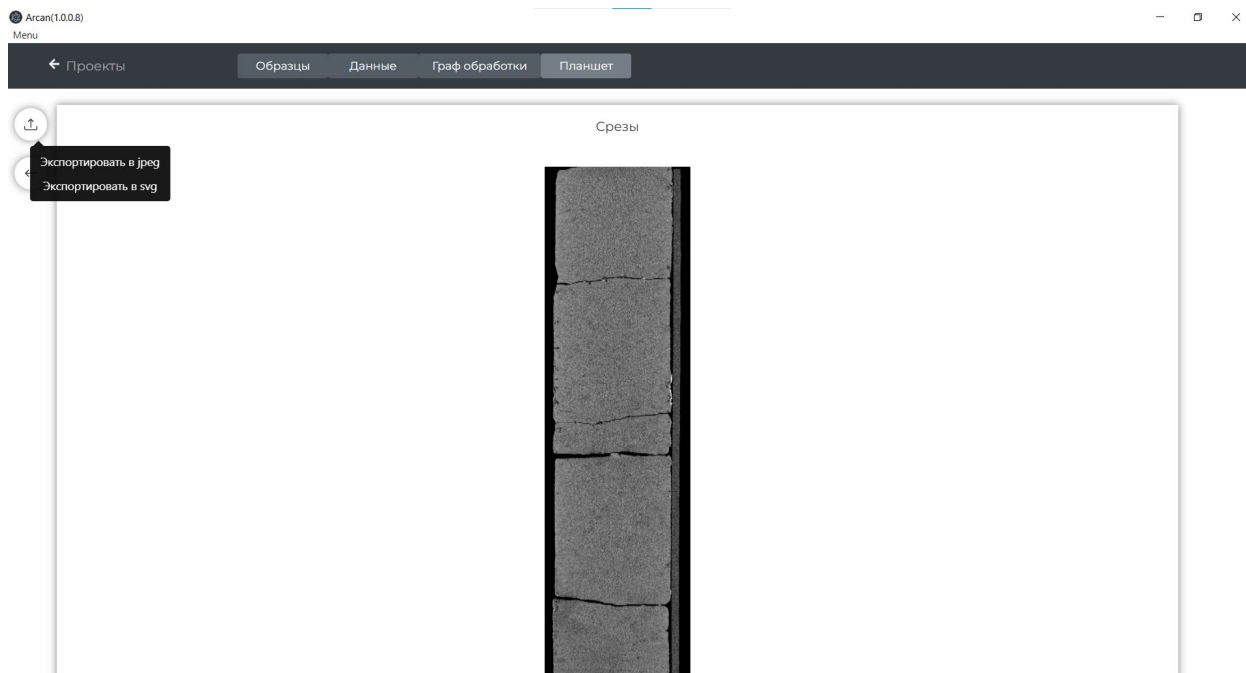 Arcan(1.0.0.8)
Menu
Проекты
Образцы
Данные
Граф обработки
Планшет
Срезы
Экспортировать в jpeg
Экспортировать в svg